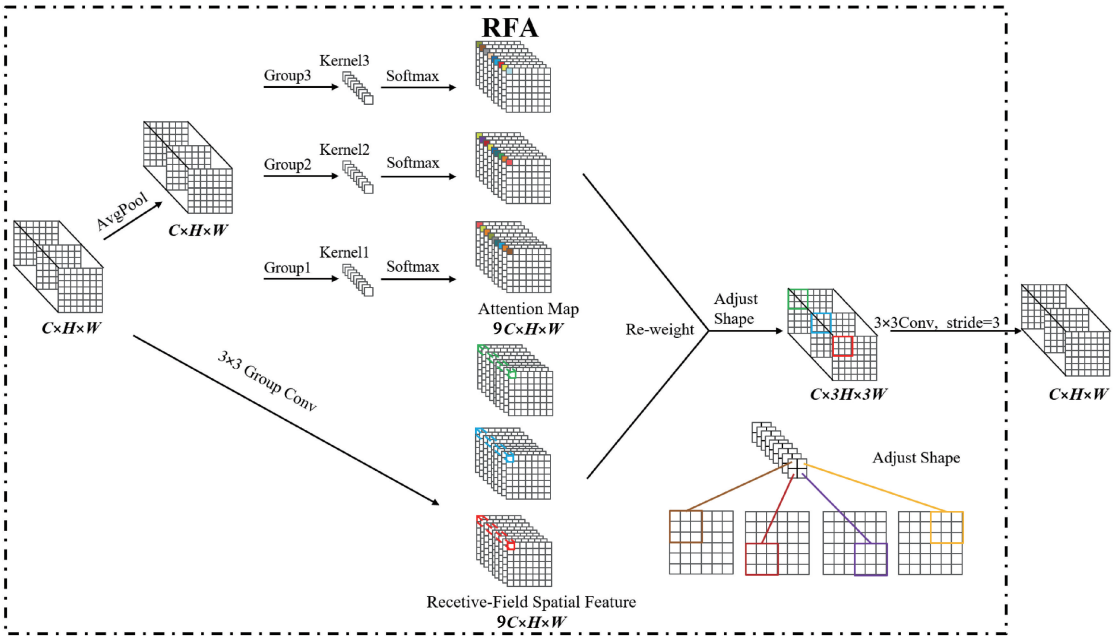 RFA
Group3
Kernel3
Softmax
Group2
Kernel2
Softmax
AvgPool
C×H×W
Group1
Kernel1
Softmax
C×H×W
Attention Map
9C×H×W
Re-weight
Adjust
Shape
3×3Conv, stride=3
C×3H×3W
C×H×W
3×3 Group Conv
Adjust Shape
Recetive-Field Spatial Feature
9C×H×W